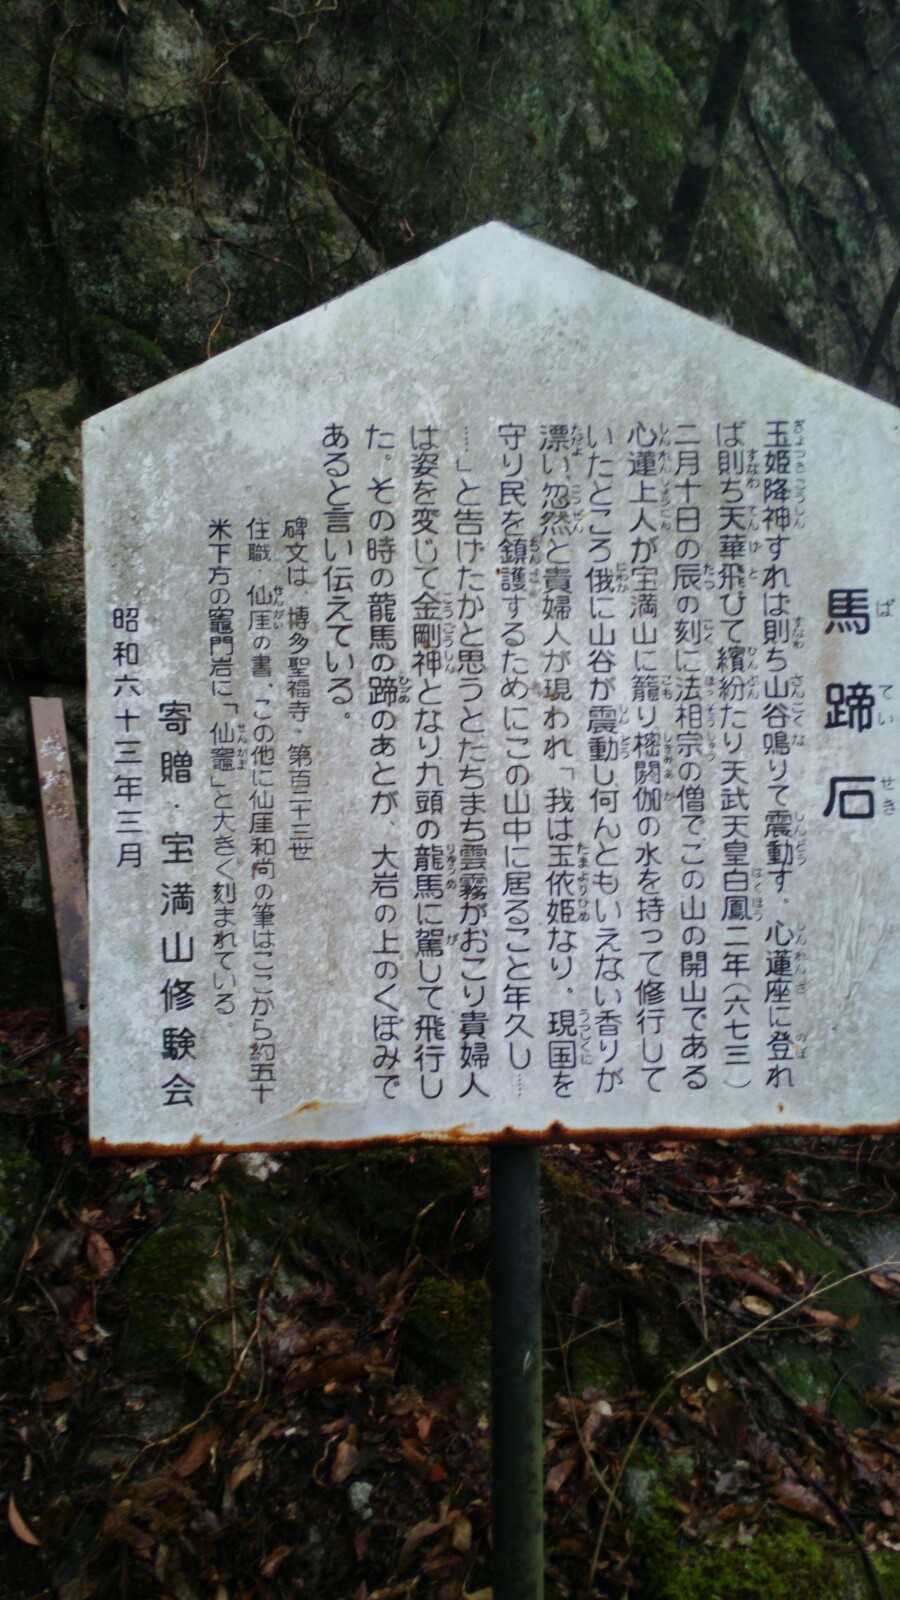 馬蹄石
玉姫降神すれば則ち山谷鳴りて震動す。心蓮座に登れ
ば則ち天華飛びて繽紛たり天武天皇白鳳二年(六七三)
二月十日の辰の刻に法相宗の僧でこの山の開山である
心蓮上人が宝満山に籠り樒閼伽の水を持って修行して
いたところ俄に山谷が震動し何んともいえない香りが
漂い、忽然と貴婦人が現われ「我は玉依姫なり。現国を
守り民を鎮護するためにこの山中に居ること年久し……
……」と告げたかと思うとたちまち雲霧がおこり貴婦人
は姿を変じて金剛神となり九頭の龍馬に駕して飛行し
た。その時の龍馬の蹄のあとが、大岩の上のくぼみで
あると言い伝えている。
碑文は、博多聖福寺・第百二十三世
住職 仙厓の書、この他に仙厓和尚の筆はここから約五十
米下方の竈門岩に「仙竈」と大きく刻まれている。
寄贈・宝満山修験会
昭和六十三年三月